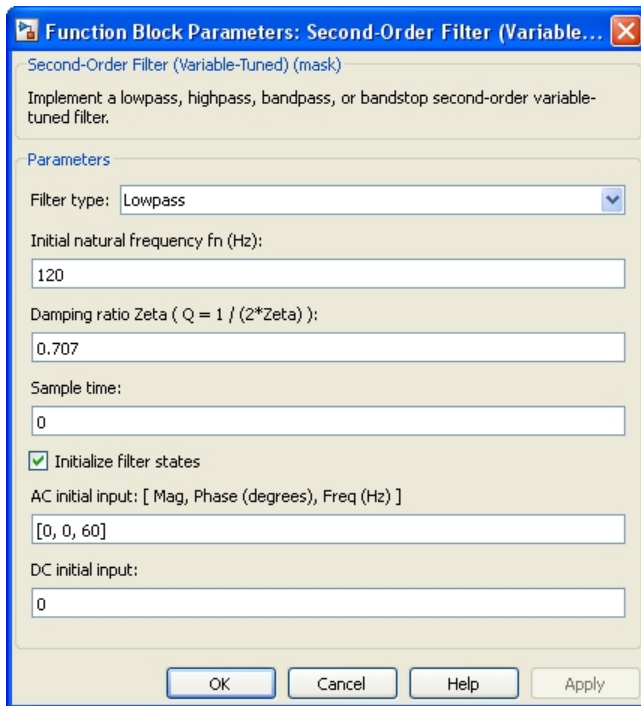 Function Block Parameters: Second-Order Filter (Variable...
Second-Order Filter (Variable-Tuned) (mask)
Implement a lowpass, highpass, bandpass, or bandstop second-order variable-
tuned filter.
Parameters
Filter type: Lowpass
Initial natural frequency fn (Hz):
120
Damping ratio Zeta ( Q = 1 / (2*Zeta) ):
0.707
Sample time:
0
Initialize filter states
AC initial input: [ Mag, Phase (degrees), Freq (Hz) ]
[0, 0, 60]
DC initial input:
0
OK Cancel Help Apply